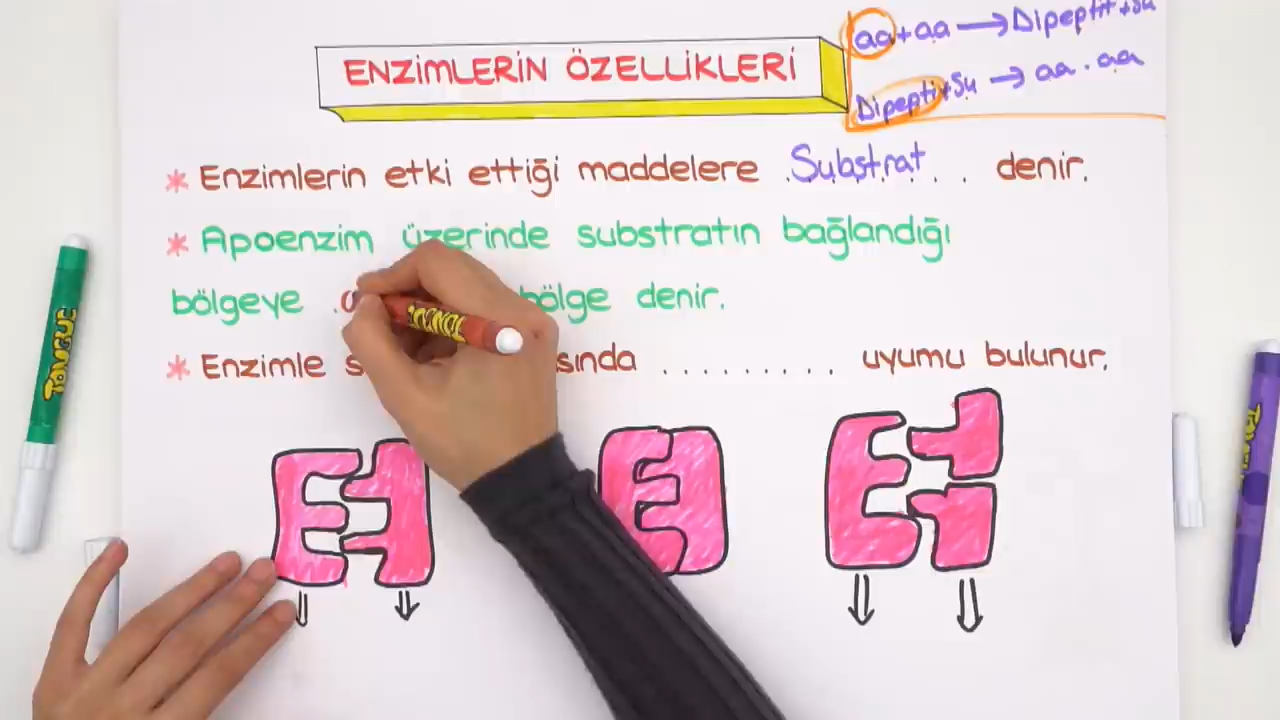 ENZİMLERİN ÖZELLİKLERİ
aa + aa → Dipeptit + Su
Dipeptit + Su → aa . aa
* Enzimlerin etki ettiği maddelere . Substrat . . . denir.
* Apoenzim üzerinde substratın bağlandığı
bölgeye . a bölge denir.
* Enzimle s sında . . . . . . . . . uyumu bulunur.
TONGUE